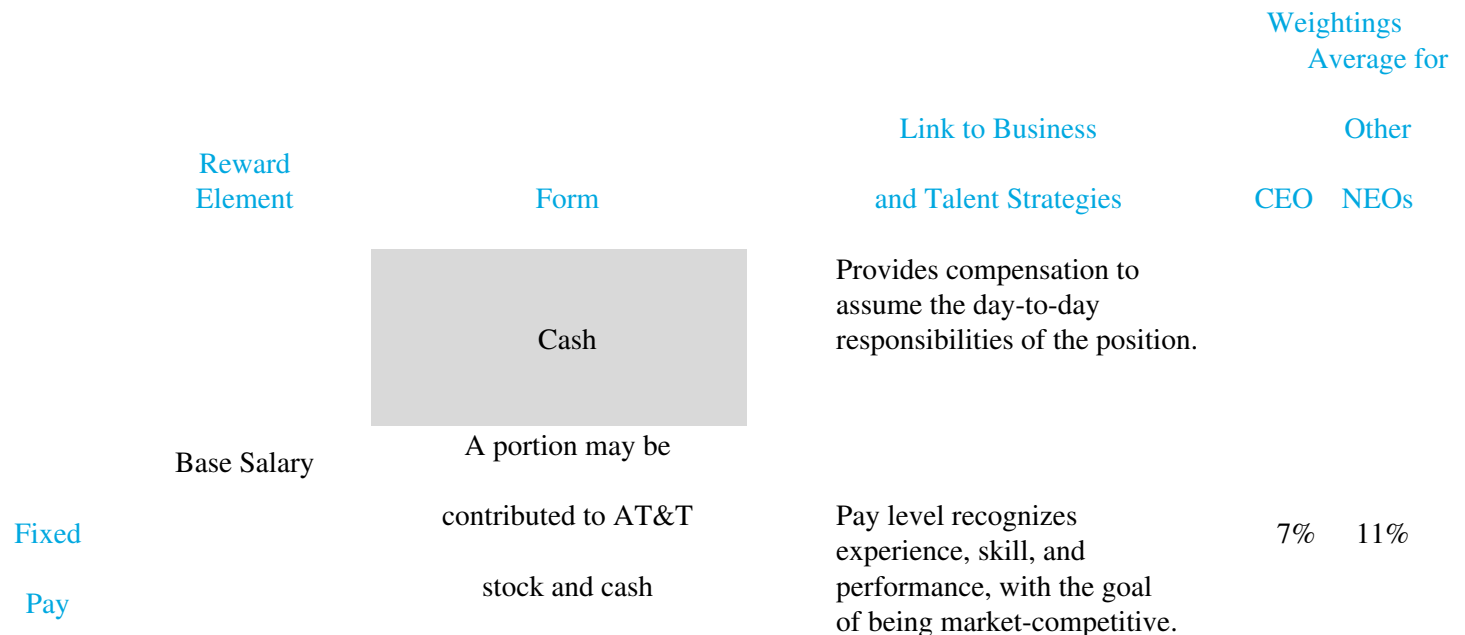 Weightings
Average for
Link to Business
Other
Reward
Element
Form
and Talent Strategies
CEO
NEOs
Provides compensation to
assume the day-to-day
responsibilities of the position.
Cash
A portion may be
Base Salary
contributed to AT&T
stock and cash
Fixed
Pay
Pay level recognizes
experience, skill, and
performance, with the goal
of being market-competitive.
7%
11%